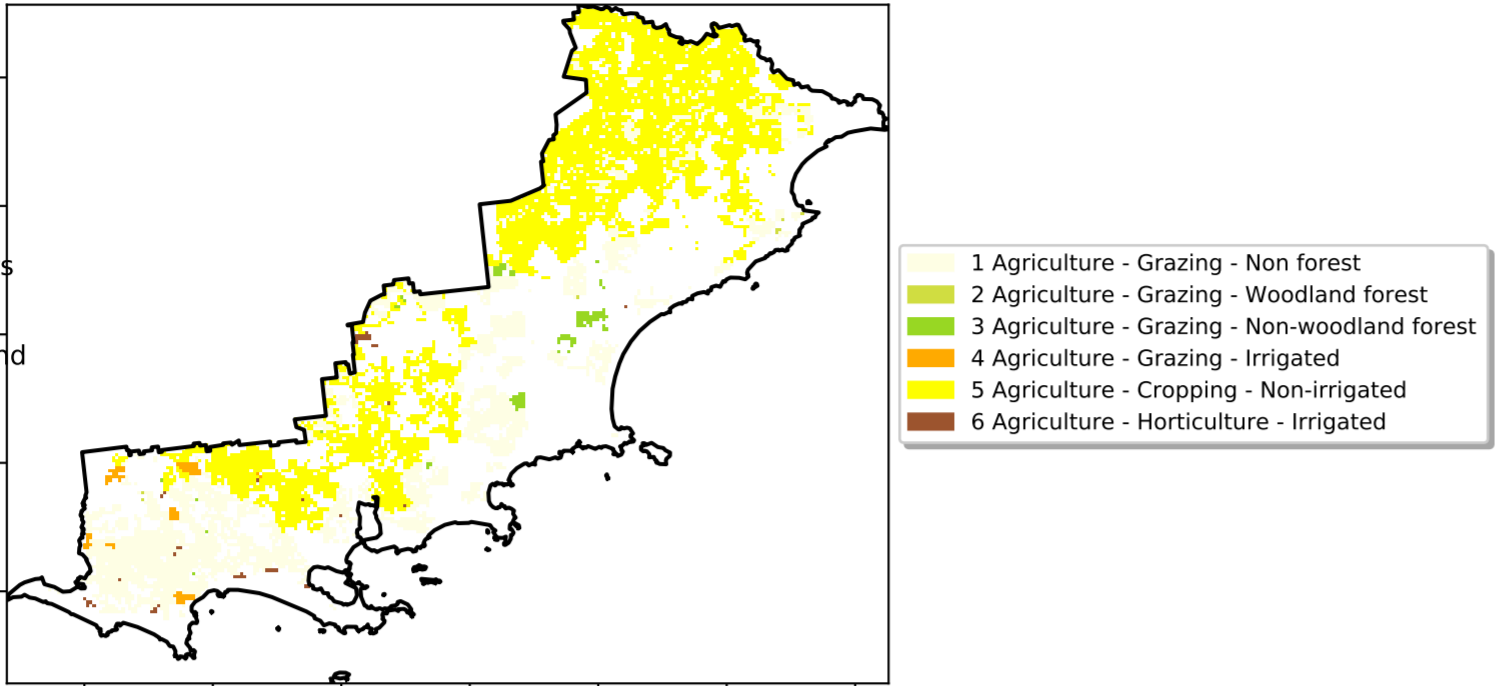 s
nd
1 Agriculture - Grazing - Non forest
2 Agriculture - Grazing - Woodland forest
3 Agriculture - Grazing - Non-woodland forest
4 Agriculture - Grazing - Irrigated
5 Agriculture - Cropping - Non-irrigated
6 Agriculture - Horticulture - Irrigated